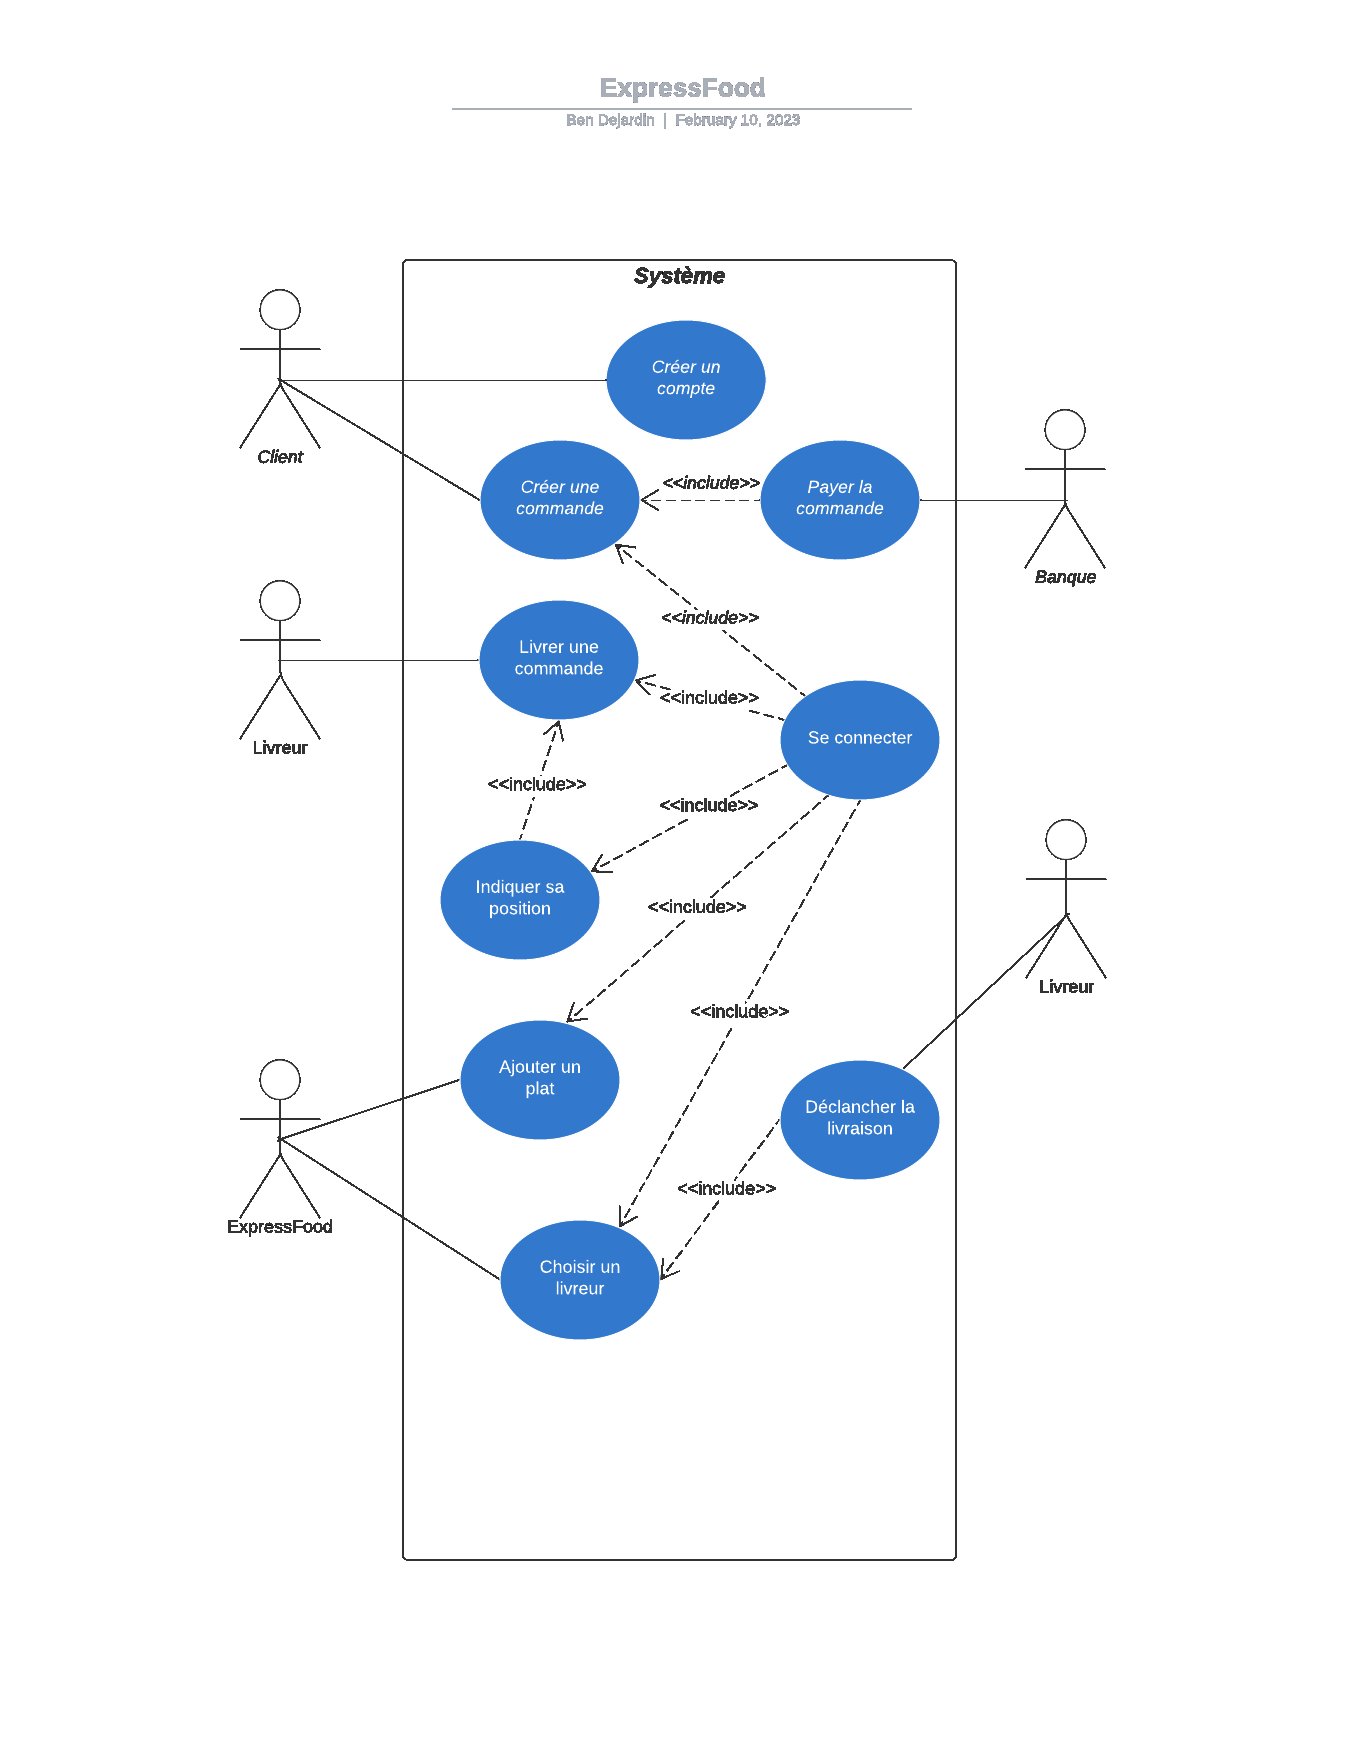 ExpressFood
Ben Dejardin | February 10, 2023
Système
Créer un
compte
Client
Créer une
commande
<<include>>
Payer la
commande
Banque
<<include>>
Livrer une
commande
<<include>>
Se connecter
Livreur
<<include>>
<<include>>
Indiquer sa
position
<<include>>
Livreur
<<include>>
Ajouter un
plat
Déclancher la
livraison
<<include>>
ExpressFood
Choisir un
livreur